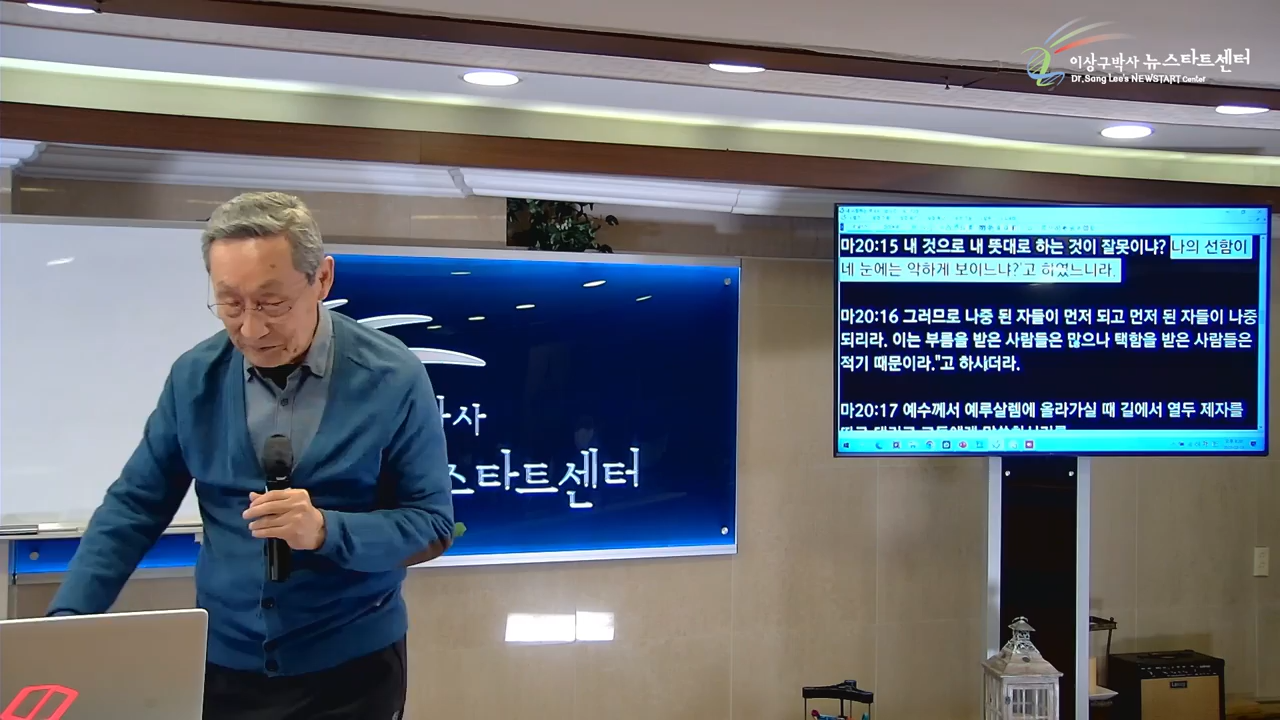 이상구박사 뉴스타트센터
Dr.Sang Lee's NEWSTART Center
마20:15 내 것으로 내 뜻대로 하는 것이 잘못이냐? 나의 선함이
네 눈에는 악하게 보이느냐?'고 하였느니라.
마20:16 그러므로 나중 된 자들이 먼저 되고 먼저 된 자들이 나중
되리라. 이는 부름을 받은 사람들은 많으나 택함을 받은 사람들은
적기 때문이라."고 하시더라.
마20:17 예수께서 예루살렘에 올라가실 때 길에서 열두 제자를
박사
스타트센터